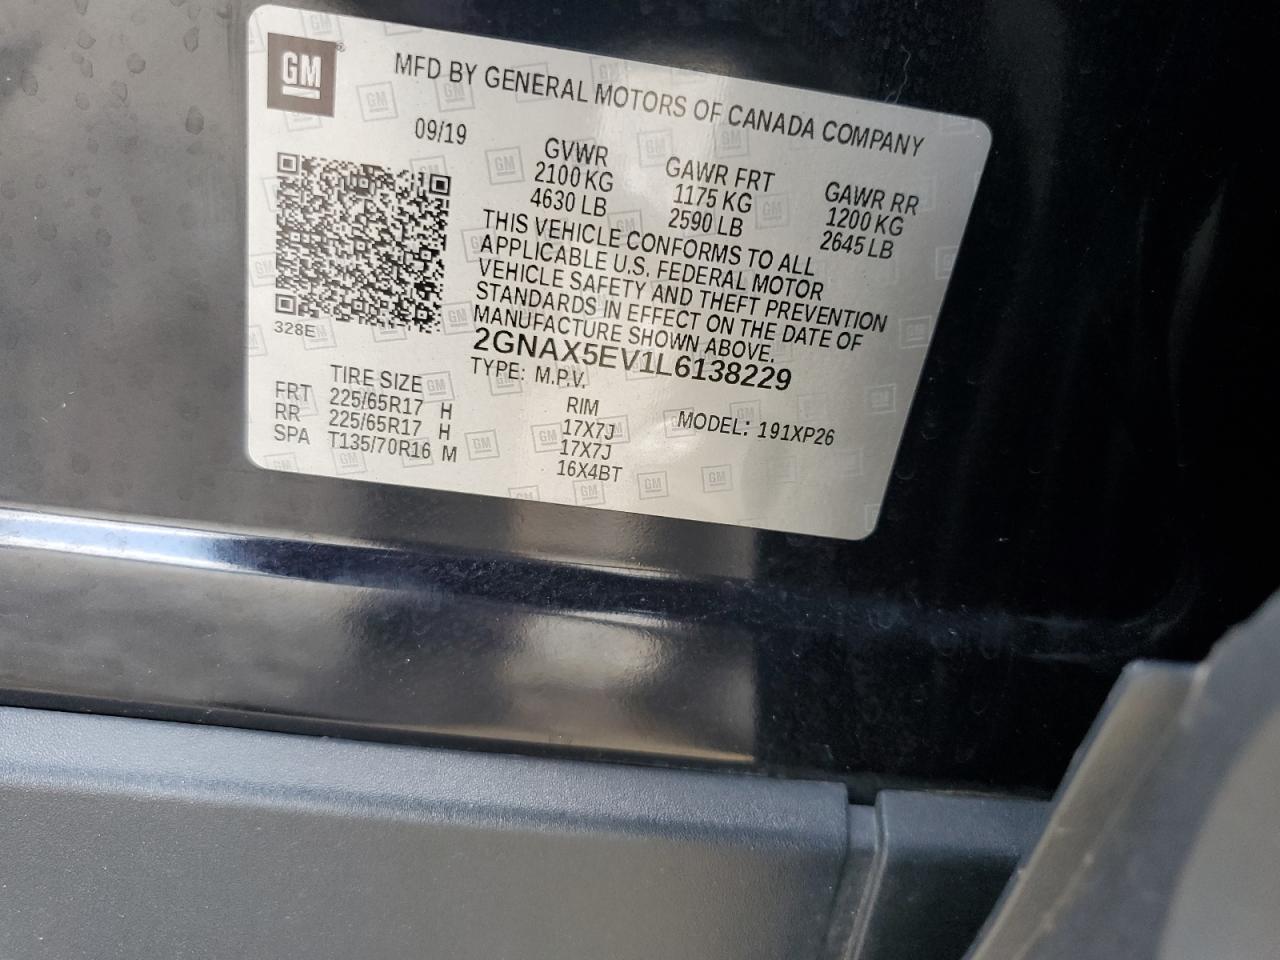 GM
MFD BY GENERAL MOTORS OF CANADA COMPANY
09/19
GVWR GAWR FRT GAWR RR
2100 KG 1175 KG 1200 KG
4630 LB 2590 LB 2645 LB
THIS VEHICLE CONFORMS TO ALL
APPLICABLE U.S. FEDERAL MOTOR
VEHICLE SAFETY AND THEFT PREVENTION
STANDARDS IN EFFECT ON THE DATE OF
MANUFACTURE SHOWN ABOVE.
328E
2GNAX5EV1L6138229
TYPE: M.P.V. MODEL: 191XP26
TIRE SIZE RIM
FRT 225/65R17 H 17X7J
RR 225/65R17 H 17X7J
SPA T135/70R16 M 16X4BT